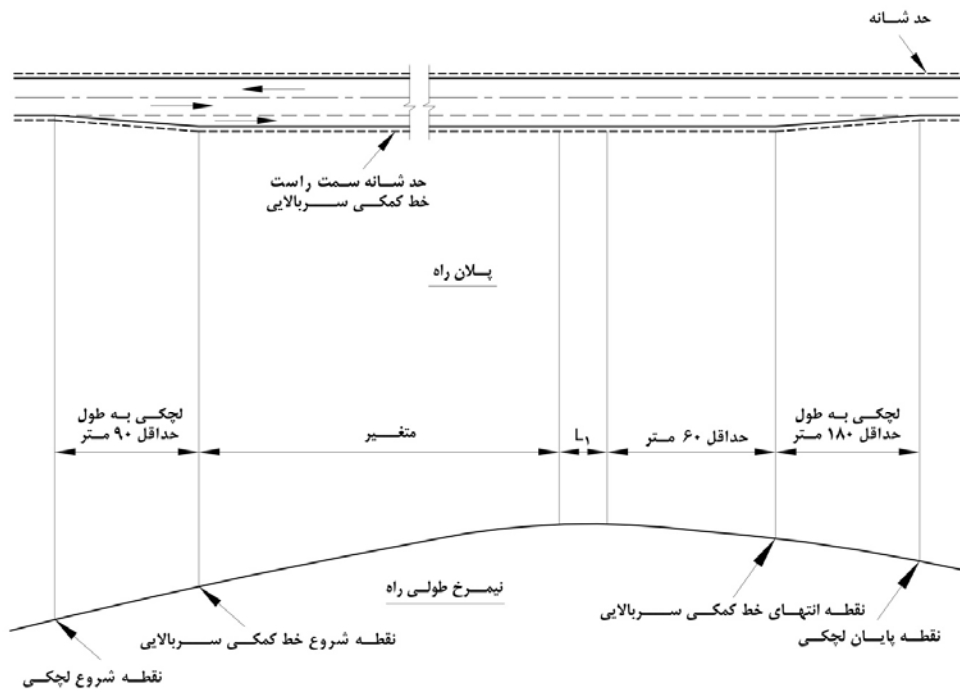 حد شانه
حد شانه سمت راست
خط کمکی سربالایی
پلان راه
لچکی به طول
حداقل ۱۸۰ متر
حداقل ۶۰ متر
L۱
متغیر
لچکی به طول
حداقل ۹۰ متر
نیمرخ طولی راه
نقطه انتهای خط کمکی سربالایی
نقطه پایان لچکی
نقطه شروع خط کمکی سربالایی
نقطه شروع لچکی